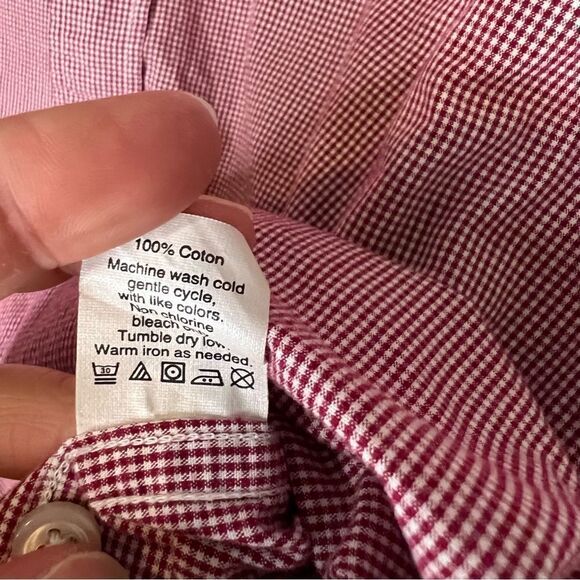 100% Coton
Machine wash cold
gentle cycle,
with like colors.
Non chlorine
bleach
Tumble dry low.
Warm iron as needed.
30